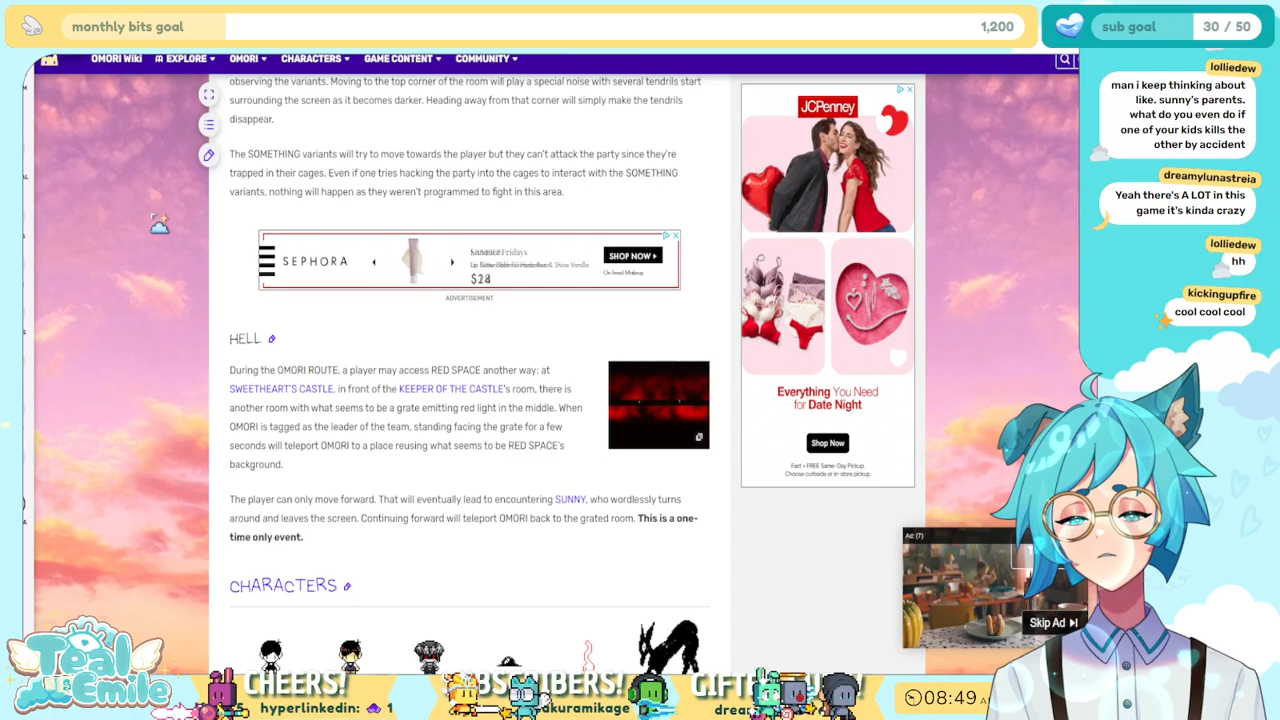 monthly bits goal
1,200
sub goal
30 / 50
OMORI Wiki
EXPLORE
OMORI
CHARACTERS
GAME CONTENT
COMMUNITY
observing the variants. Moving to the top corner of the room will play a special noise with several tendrils start
surrounding the screen as it becomes darker. Heading away from that corner will simply make the tendrils
disappear.
The SOMETHING variants will try to move towards the player but they can't attack the party since they're
trapped in their cages. Even if one tries hacking the party into the cages to interact with the SOMETHING
variants, nothing will happen as they weren't programmed to fight in this area.
SEPHORA
SHOP NOW
ADVERTISEMENT
HELL
During the OMORI ROUTE, a player may access RED SPACE another way: at
SWEETHEART'S CASTLE, in front of the KEEPER OF THE CASTLE's room, there is
another room with what seems to be a grate emitting red light in the middle. When
OMORI is tagged as the leader of the team, standing facing the grate for a few
seconds will teleport OMORI to a place reusing what seems to be RED SPACE's
background.
The player can only move forward. That will eventually lead to encountering SUNNY, who wordlessly turns
around and leaves the screen. Continuing forward will teleport OMORI back to the grated room. This is a one-
time only event.
CHARACTERS
JCPenney
Everything You Need
for Date Night
Shop Now
Fast + FREE Same-Day Pickup.
Choose curbside or in-store pickup.
Ad: (7)
Skip Ad
lolliedew
man i keep thinking about
like. sunny's parents.
what do you even do if
one of your kids kills the
other by accident
dreamylunastreia
Yeah there's A LOT in this
game it's kinda crazy
lolliedew
hh
kickingupfire
cool cool cool
Teal
Emile
CHEERS!
hyperlinkedin: 1
08:49